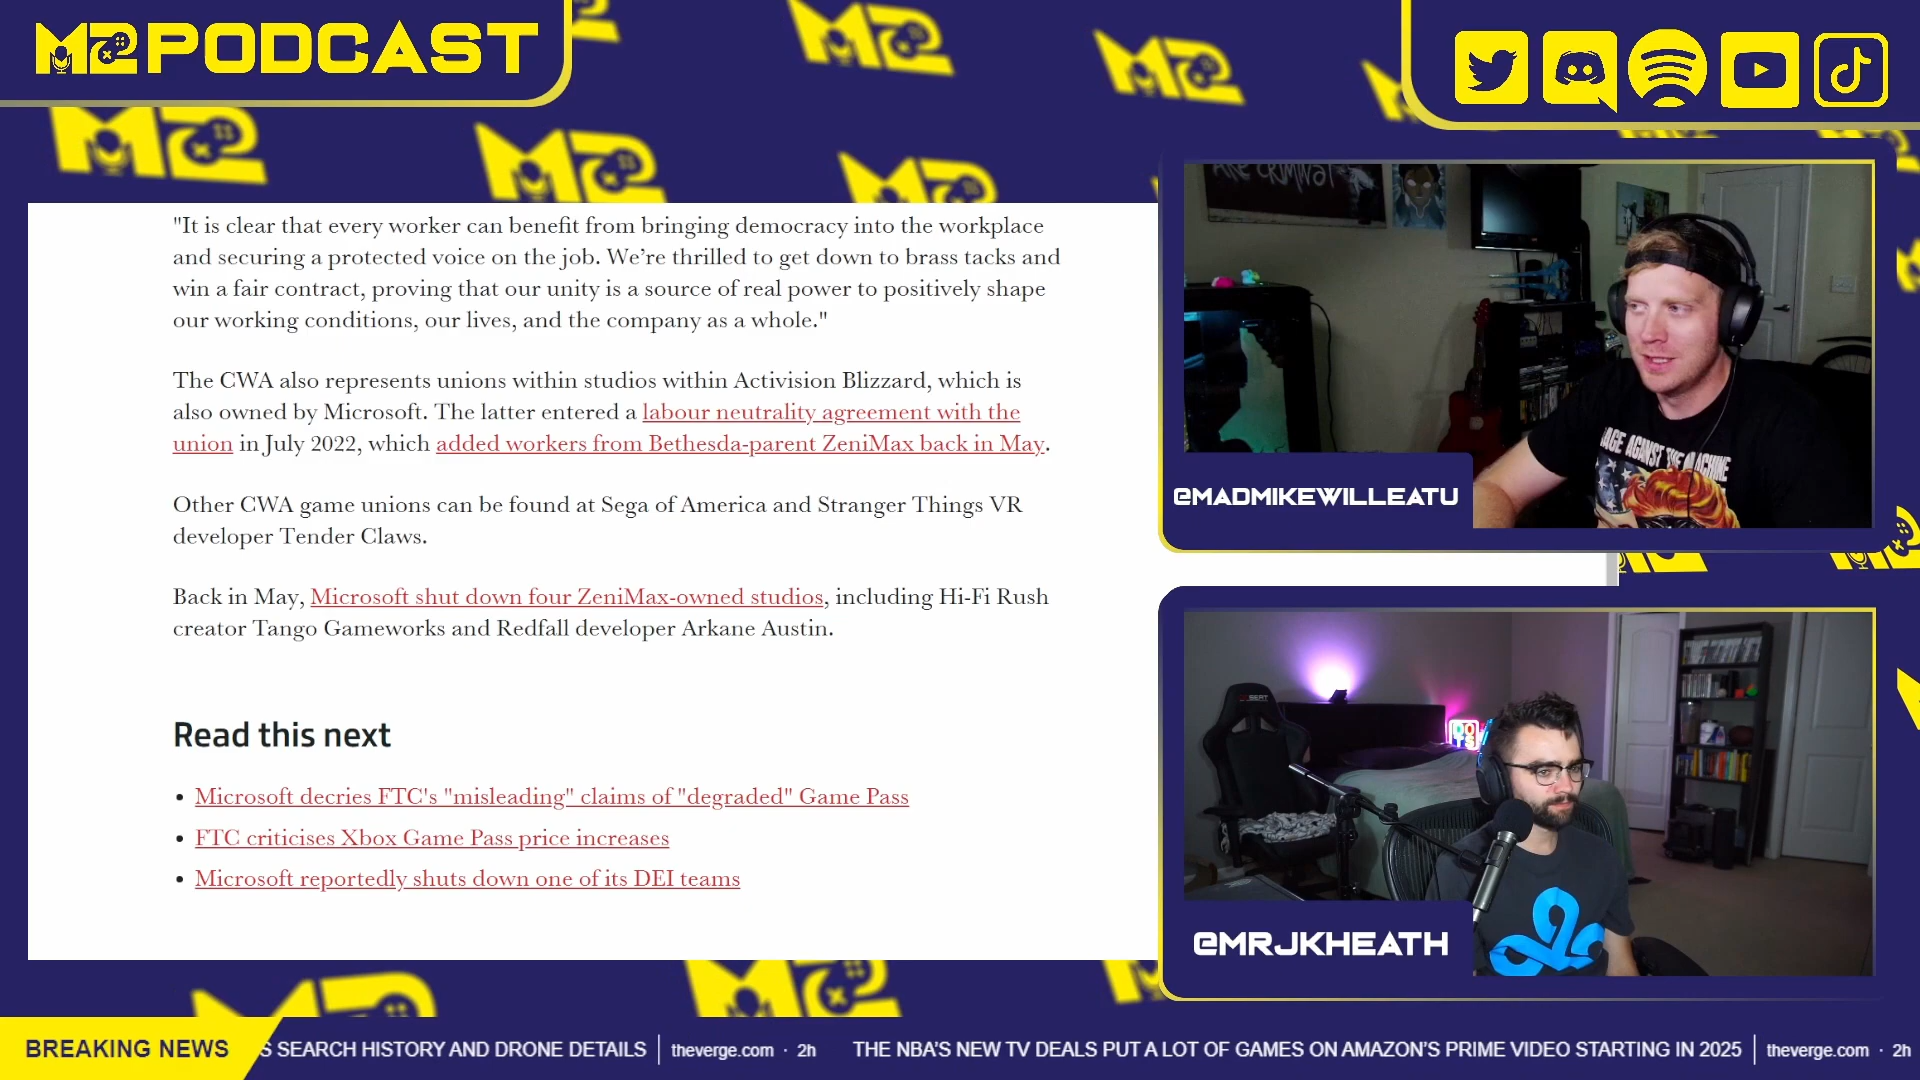 M2 PODCAST
"It is clear that every worker can benefit from bringing democracy into the workplace
and securing a protected voice on the job. We’re thrilled to get down to brass tacks and
win a fair contract, proving that our unity is a source of real power to positively shape
our working conditions, our lives, and the company as a whole."
The CWA also represents unions within studios within Activision Blizzard, which is
also owned by Microsoft. The latter entered a labour neutrality agreement with the
union in July 2022, which added workers from Bethesda-parent ZeniMax back in May.
Other CWA game unions can be found at Sega of America and Stranger Things VR
developer Tender Claws.
Back in May, Microsoft shut down four ZeniMax-owned studios, including Hi-Fi Rush
creator Tango Gameworks and Redfall developer Arkane Austin.
Read this next
• Microsoft decries FTC's "misleading" claims of "degraded" Game Pass
• FTC criticises Xbox Game Pass price increases
• Microsoft reportedly shuts down one of its DEI teams
ARE CRIMINAL
AGE AGAINST THE MACHINE
@MADMIKEWILLEATU
@MRJKHEATH
BREAKING NEWS
S SEARCH HISTORY AND DRONE DETAILS | theverge.com · 2h
THE NBA’S NEW TV DEALS PUT A LOT OF GAMES ON AMAZON’S PRIME VIDEO STARTING IN 2025 | theverge.com · 2h